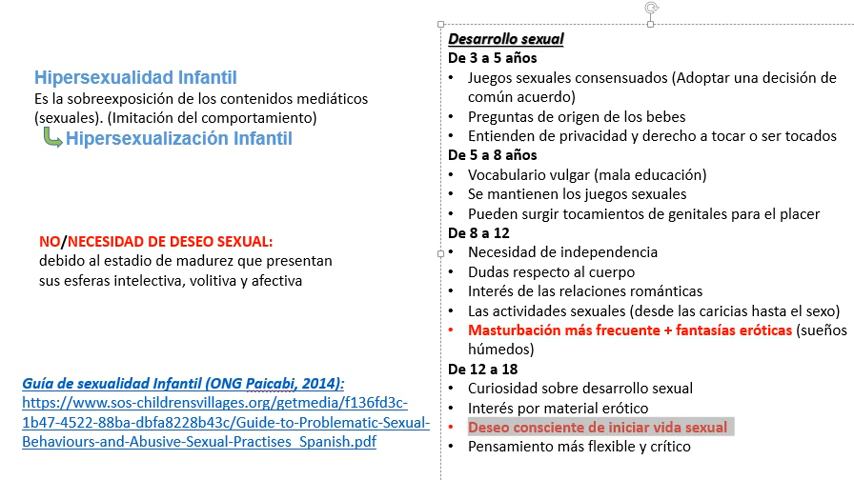 Hipersexualidad Infantil
Es la sobreexposición de los contenidos mediáticos
(sexuales). (Imitación del comportamiento)
Hipersexualización Infantil
NO/NECESIDAD DE DESEO SEXUAL:
debido al estadio de madurez que presentan
sus esferas intelectiva, volitiva y afectiva
Guía de sexualidad Infantil (ONG Paicabi, 2014):
https://www.sos-childrensvillages.org/getmedia/f136fd3c-
1b47-4522-88ba-dbfa8228b43c/Guide-to-Problematic-Sexual-
Behaviours-and-Abusive-Sexual-Practises_Spanish.pdf
Desarrollo sexual
De 3 a 5 años
• Juegos sexuales consensuados (Adoptar una decisión de
común acuerdo)
• Preguntas de origen de los bebes
• Entienden de privacidad y derecho a tocar o ser tocados
De 5 a 8 años
• Vocabulario vulgar (mala educación)
• Se mantienen los juegos sexuales
• Pueden surgir tocamientos de genitales para el placer
De 8 a 12
• Necesidad de independencia
• Dudas respecto al cuerpo
• Interés de las relaciones románticas
• Las actividades sexuales (desde las caricias hasta el sexo)
• Masturbación más frecuente + fantasías eróticas (sueños
húmedos)
De 12 a 18
• Curiosidad sobre desarrollo sexual
• Interés por material erótico
• Deseo consciente de iniciar vida sexual
• Pensamiento más flexible y crítico